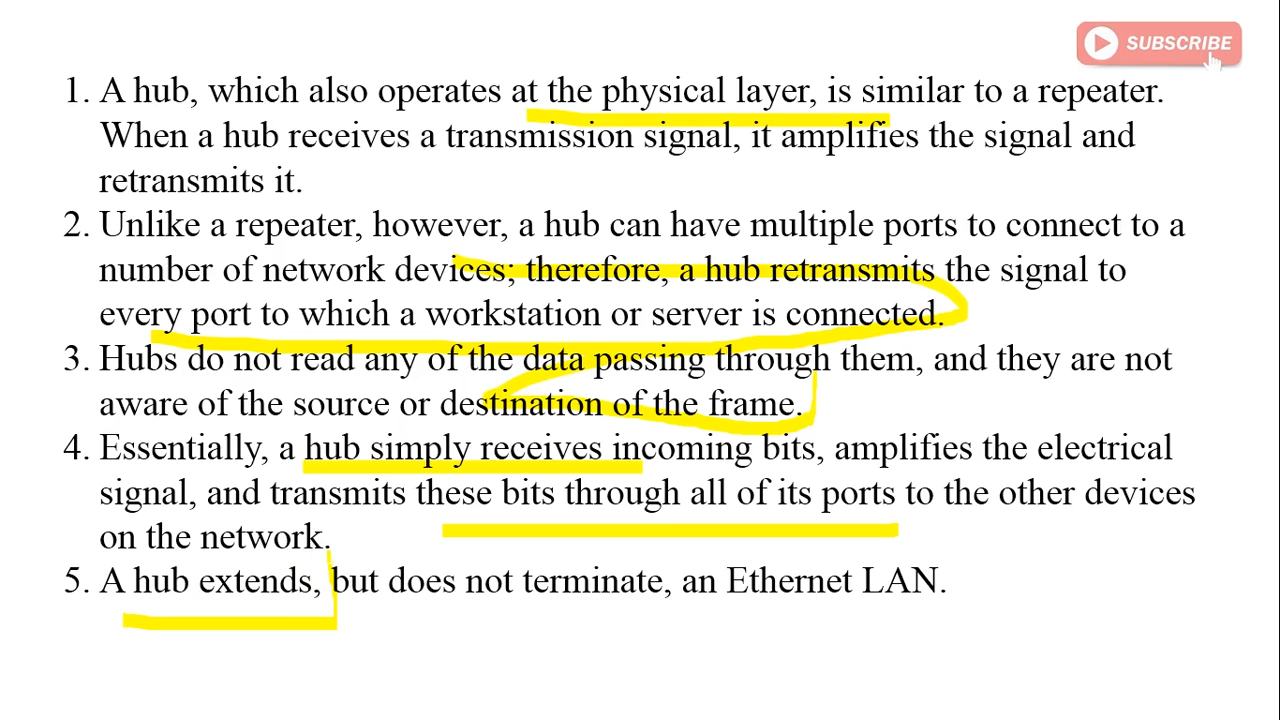 SUBSCRIBE
1. A hub, which also operates at the physical layer, is similar to a repeater.
When a hub receives a transmission signal, it amplifies the signal and
retransmits it.
2. Unlike a repeater, however, a hub can have multiple ports to connect to a
number of network devices; therefore, a hub retransmits the signal to
every port to which a workstation or server is connected.
3. Hubs do not read any of the data passing through them, and they are not
aware of the source or destination of the frame.
4. Essentially, a hub simply receives incoming bits, amplifies the electrical
signal, and transmits these bits through all of its ports to the other devices
on the network.
5. A hub extends, but does not terminate, an Ethernet LAN.